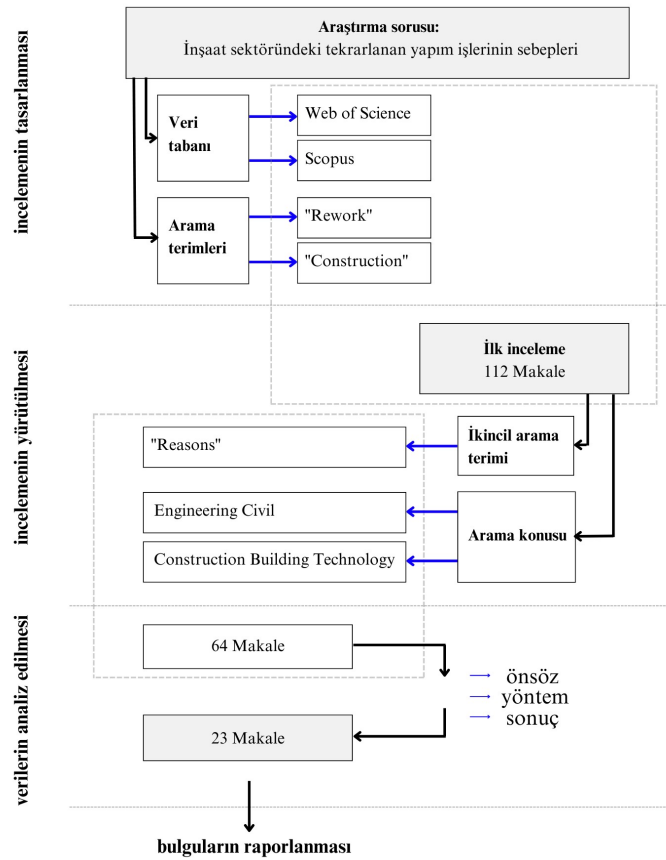 Araştırma sorusu:
İnşaat sektöründeki tekrarlanan yapım işlerinin sebepleri
incelemenin tasarlanması
Veri
tabanı
Web of Science
Scopus
Arama
terimleri
"Rework"
"Construction"
incelemenin yürütülmesi
İlk inceleme
112 Makale
İkincil arama
terimi
"Reasons"
Arama konusu
Engineering Civil
Construction Building Technology
verilerin analiz edilmesi
64 Makale
önsöz
yöntem
sonuç
23 Makale
bulguların raporlanması